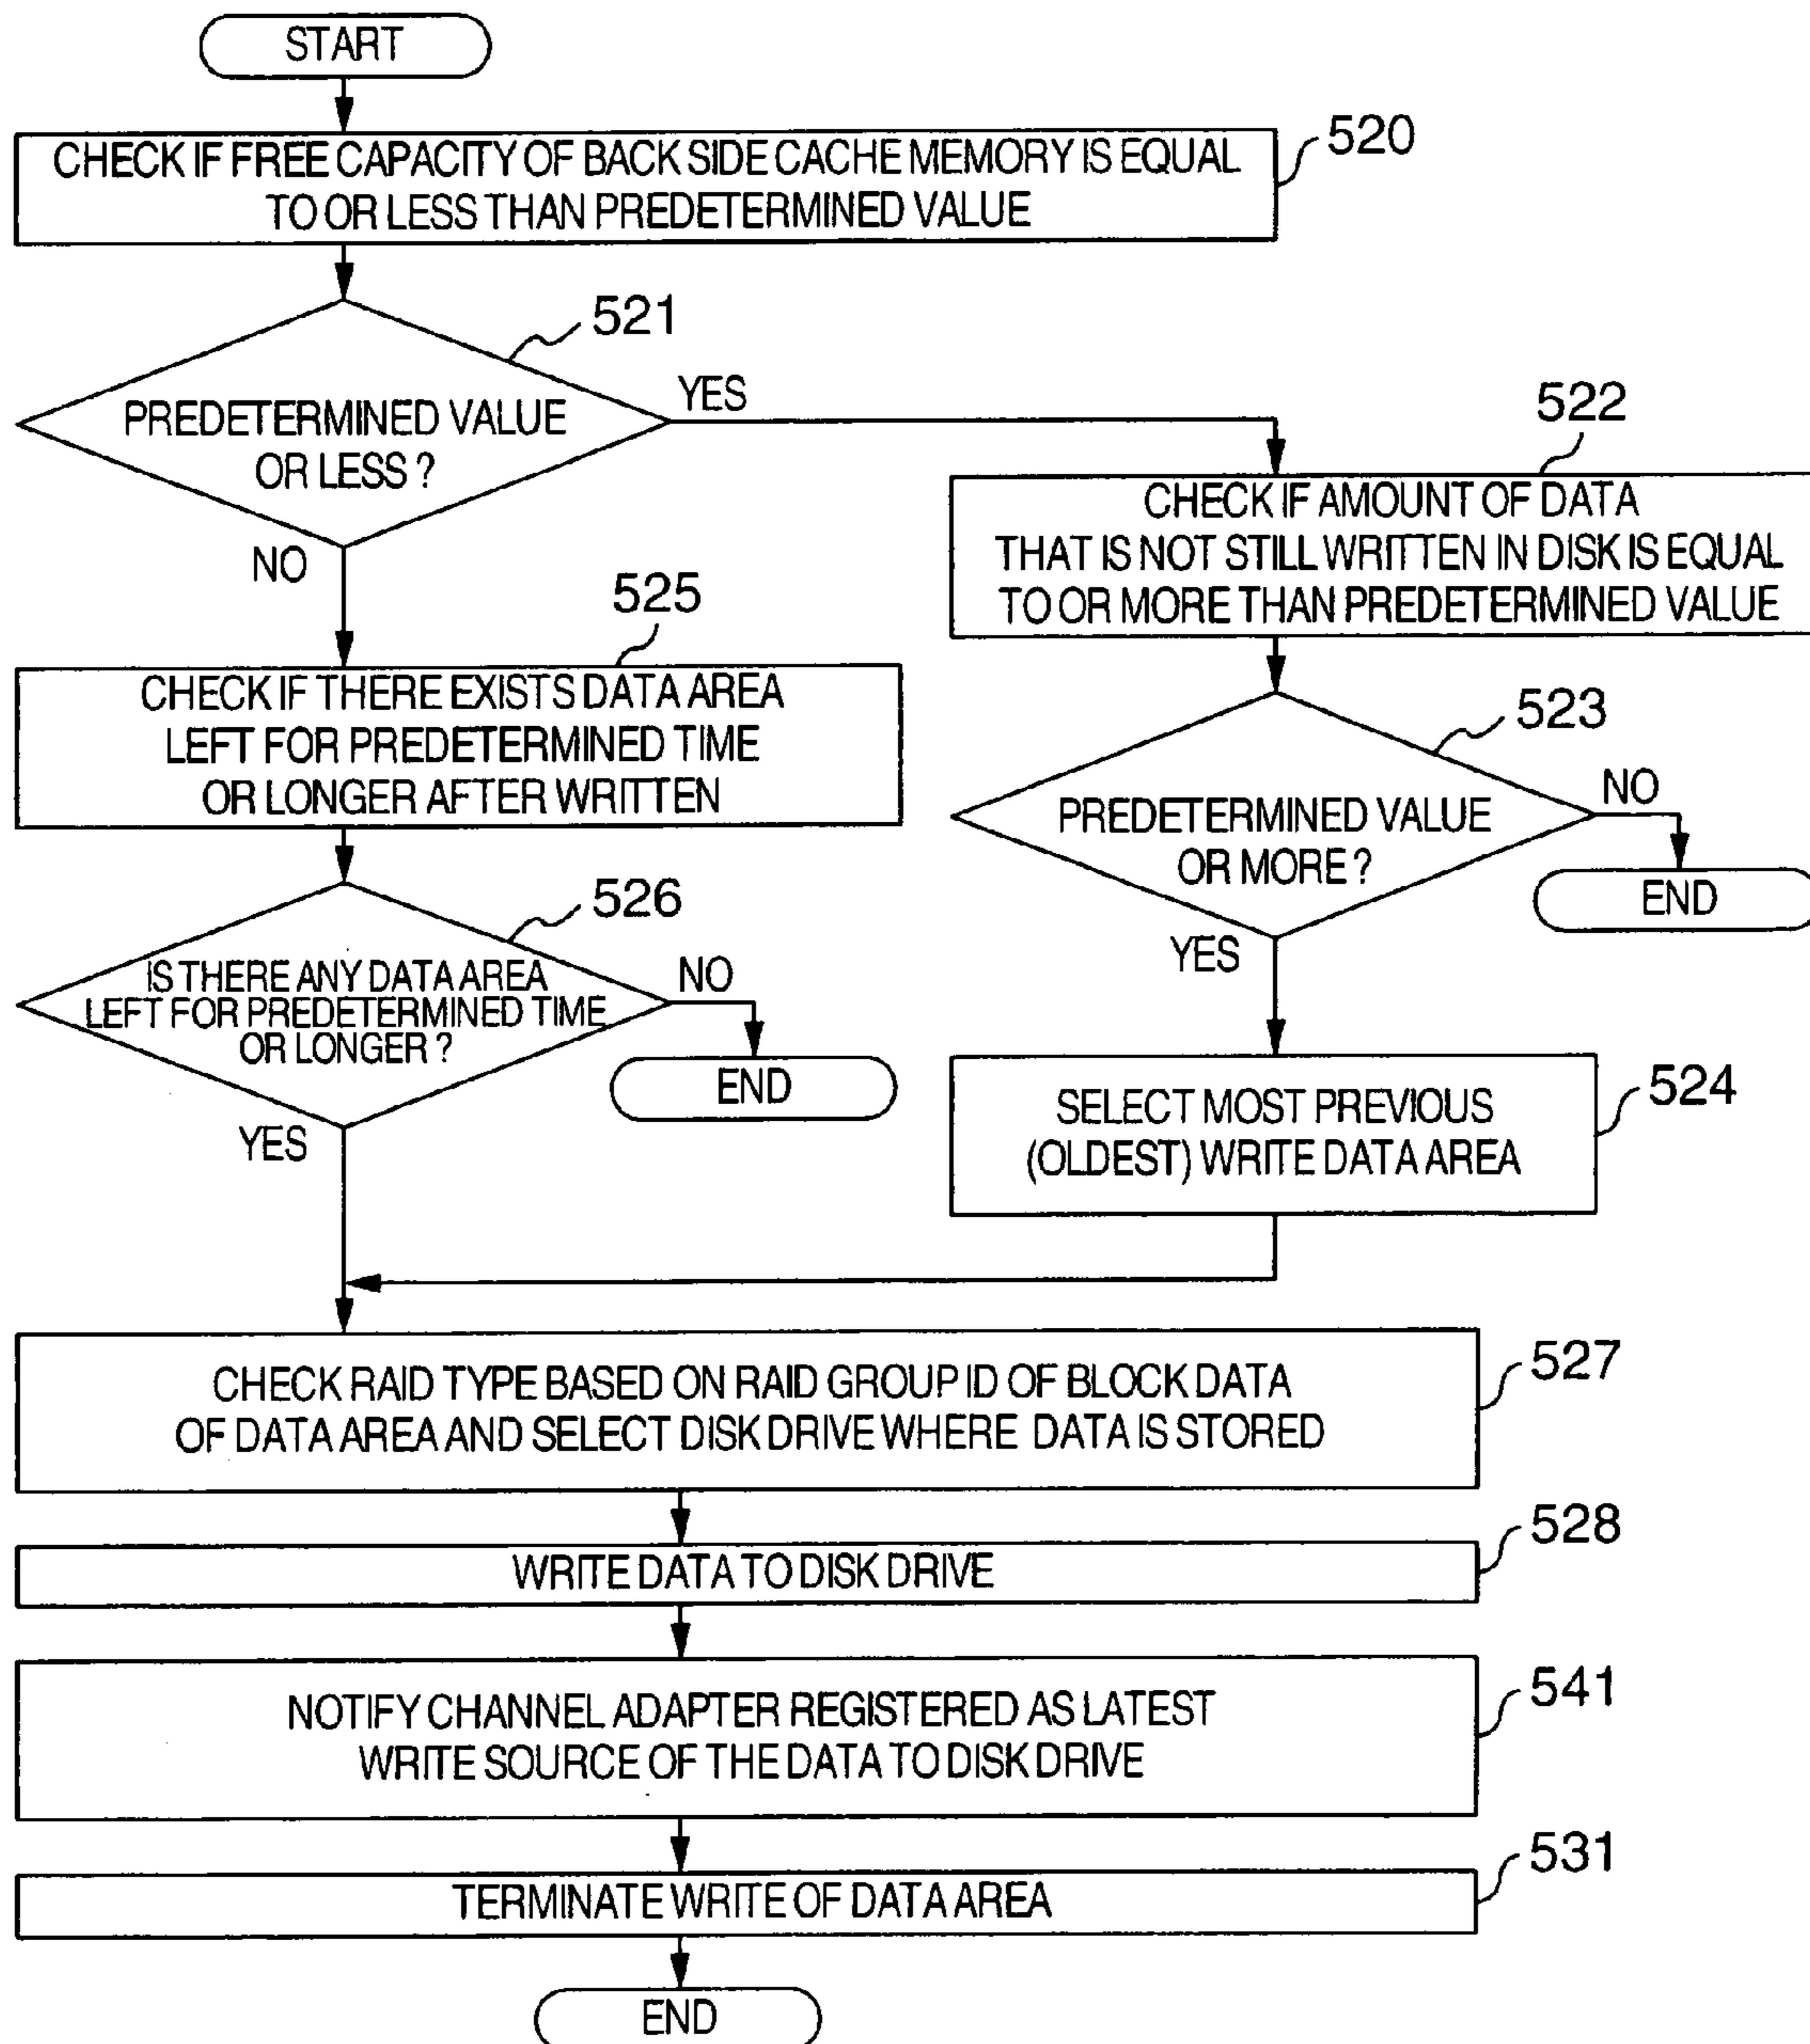 START
CHECK IF FREE CAPACITY OF BACK SIDE CACHE MEMORY IS EQUAL
TO OR LESS THAN PREDETERMINED VALUE
520
521
PREDETERMINED VALUE
OR LESS ?
YES
NO
522
CHECK IF AMOUNT OF DATA
THAT IS NOT STILL WRITTEN IN DISK IS EQUAL
TO OR MORE THAN PREDETERMINED VALUE
525
CHECK IF THERE EXISTS DATA AREA
LEFT FOR PREDETERMINED TIME
OR LONGER AFTER WRITTEN
523
PREDETERMINED VALUE
OR MORE ?
NO
END
YES
526
IS THERE ANY DATA AREA
LEFT FOR PREDETERMINED TIME
OR LONGER ?
NO
END
YES
524
SELECT MOST PREVIOUS
(OLDEST) WRITE DATA AREA
527
CHECK RAID TYPE BASED ON RAID GROUP ID OF BLOCK DATA
OF DATA AREA AND SELECT DISK DRIVE WHERE DATA IS STORED
528
WRITE DATA TO DISK DRIVE
541
NOTIFY CHANNEL ADAPTER REGISTERED AS LATEST
WRITE SOURCE OF THE DATA TO DISK DRIVE
531
TERMINATE WRITE OF DATA AREA
END